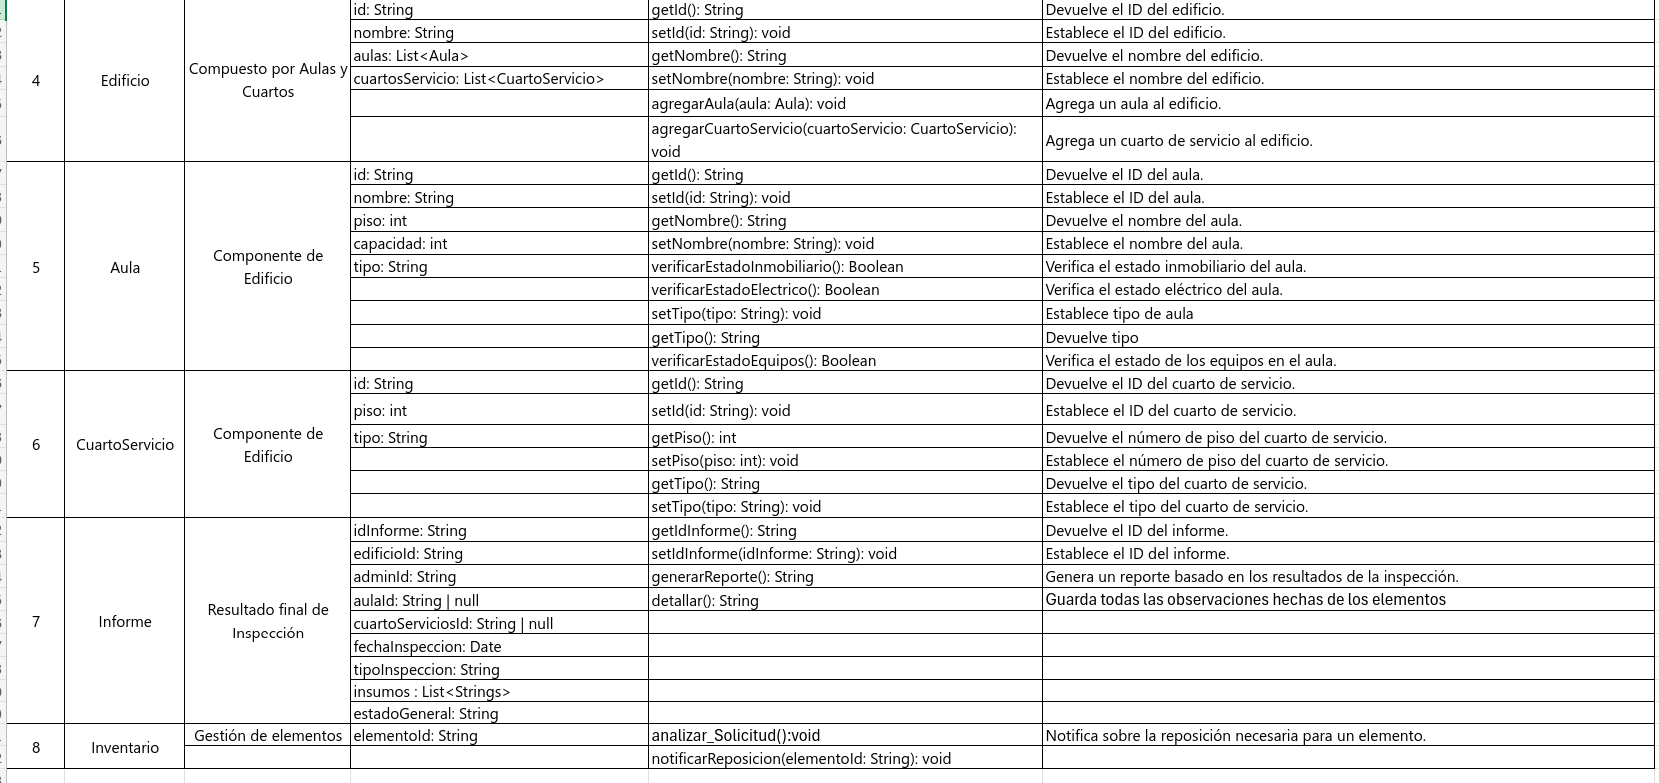 id: String getId(): String Devuelve el ID del edificio.
nombre: String setId(id: String): void Establece el ID del edificio.
aulas: List<Aula> getNombre(): String Devuelve el nombre del edificio.
4 Edificio Compuesto por Aulas y Cuartos cuartosServicio: List<CuartoServicio> setNombre(nombre: String): void Establece el nombre del edificio.
agregarAula(aula: Aula): void Agrega un aula al edificio.
agregarCuartoServicio(cuartoServicio: CuartoServicio): void Agrega un cuarto de servicio al edificio.
id: String getId(): String Devuelve el ID del aula.
nombre: String setId(id: String): void Establece el ID del aula.
piso: int getNombre(): String Devuelve el nombre del aula.
capacidad: int setNombre(nombre: String): void Establece el nombre del aula.
5 Aula Componente de Edificio tipo: String verificarEstadoInmobiliario(): Boolean Verifica el estado inmobiliario del aula.
verificarEstadoElectrico(): Boolean Verifica el estado eléctrico del aula.
setTipo(tipo: String): void Establece tipo de aula
getTipo(): String Devuelve tipo
verificarEstadoEquipos(): Boolean Verifica el estado de los equipos en el aula.
id: String getId(): String Devuelve el ID del cuarto de servicio.
piso: int setId(id: String): void Establece el ID del cuarto de servicio.
6 CuartoServicio Componente de Edificio tipo: String getPiso(): int Devuelve el número de piso del cuarto de servicio.
setPiso(piso: int): void Establece el número de piso del cuarto de servicio.
getTipo(): String Devuelve el tipo del cuarto de servicio.
setTipo(tipo: String): void Establece el tipo del cuarto de servicio.
idInforme: String getIdInforme(): String Devuelve el ID del informe.
edificioId: String setIdInforme(idInforme: String): void Establece el ID del informe.
adminId: String generarReporte(): String Genera un reporte basado en los resultados de la inspección.
aulaId: String | null detallar(): String Guarda todas las observaciones hechas de los elementos
7 Informe Resultado final de Inspección cuartoServiciosId: String | null
fechaInspeccion: Date
tipoInspeccion: String
insumos : List<Strings>
estadoGeneral: String
8 Inventario Gestión de elementos elementoId: String analizar_Solicitud():void Notifica sobre la reposición necesaria para un elemento.
notificarReposicion(elementoId: String): void